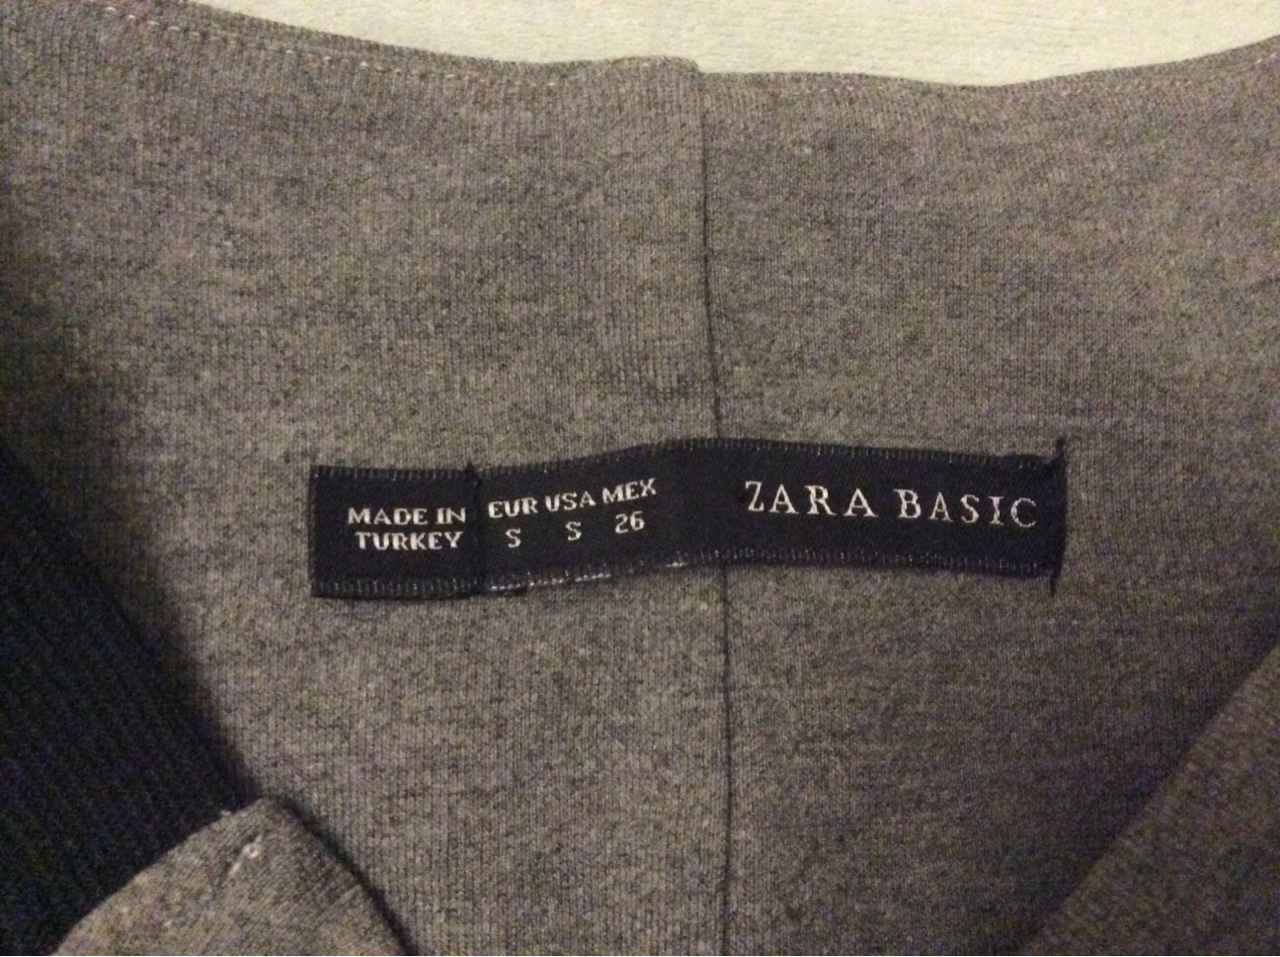 MADE IN
TURKEY
EUR USA MEX
S S 26
ZARA BASIC